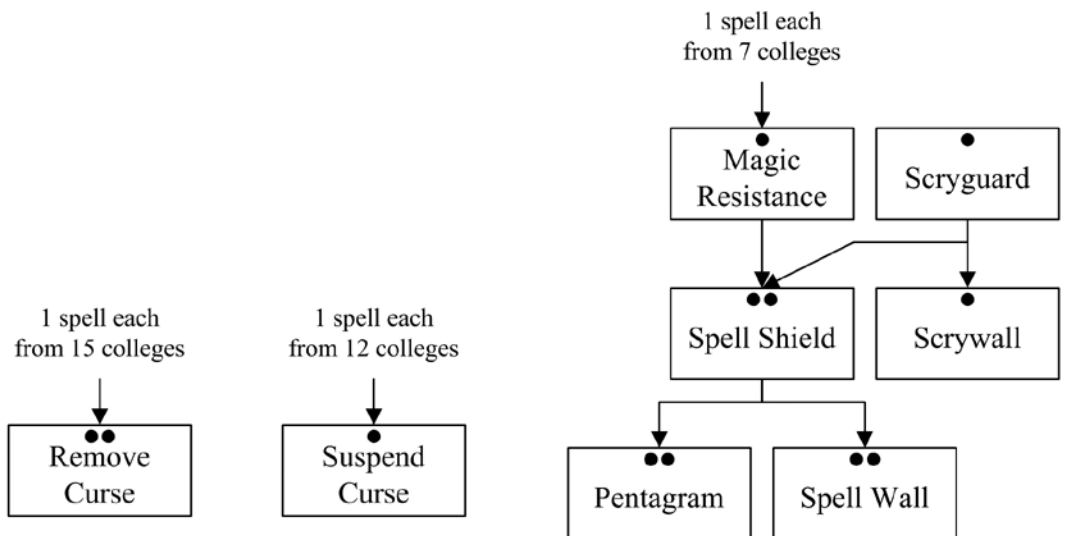 1 spell each
from 7 colleges
Magic
Resistance
Scryguard
Spell Shield
Scrywall
1 spell each
from 15 colleges
1 spell each
from 12 colleges
Remove
Curse
Suspend
Curse
Pentagram
Spell Wall